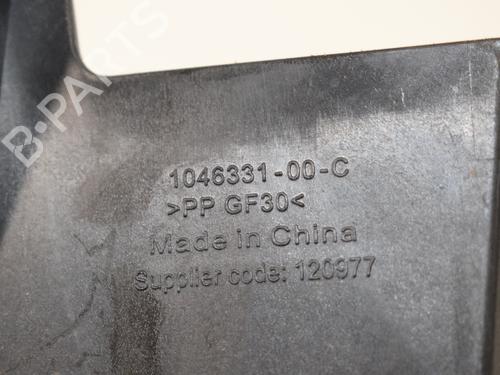 B-PARTS
1046331-00-C
>PP GF30<
Made in China
Supplier code: 120977